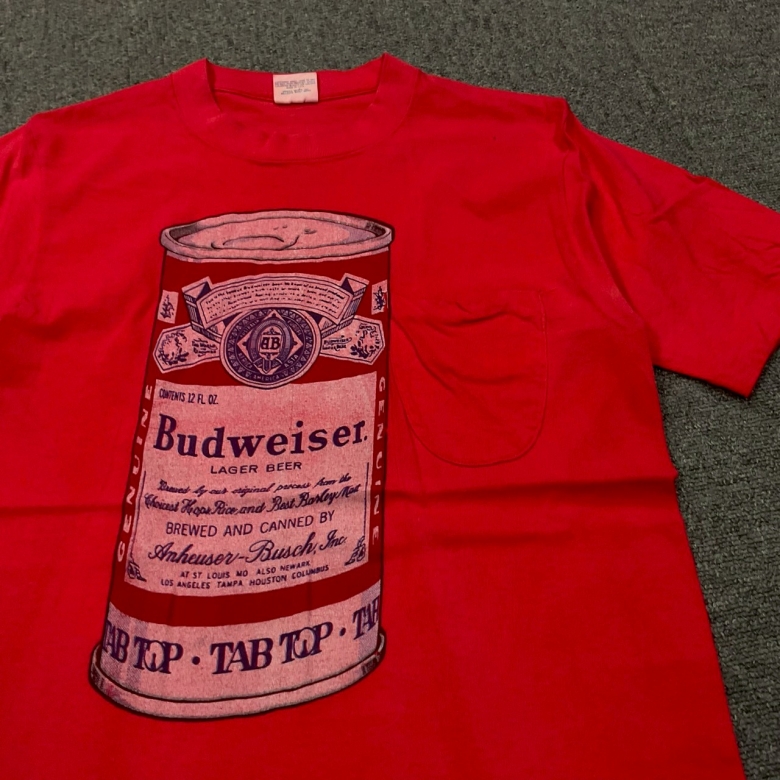 AB
AMERICA
GENUINE
CONTENTS 12 FL. OZ.
Budweiser.
LAGER BEER
Brewed by our original process from the
Choicest Hops, Rice and Best Barley Malt
BREWED AND CANNED BY
Anheuser-Busch, Inc.
AT ST LOUIS MO ALSO NEWARK
LOS ANGELES TAMPA HOUSTON COLUMBUS
GENUINE
TAB TOP · TAB TOP · TAB